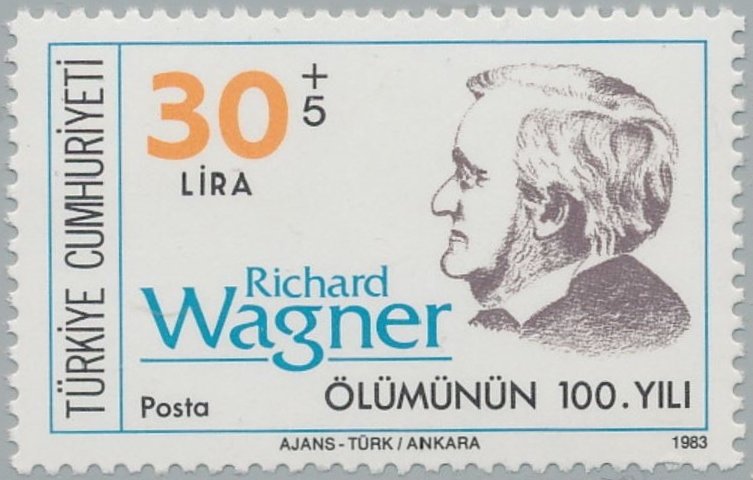 TÜRKİYE CUMHURİYETİ
30 +5
LİRA
Richard
Wagner
Posta
ÖLÜMÜNÜN 100. YILI
AJANS-TÜRK / ANKARA
1983